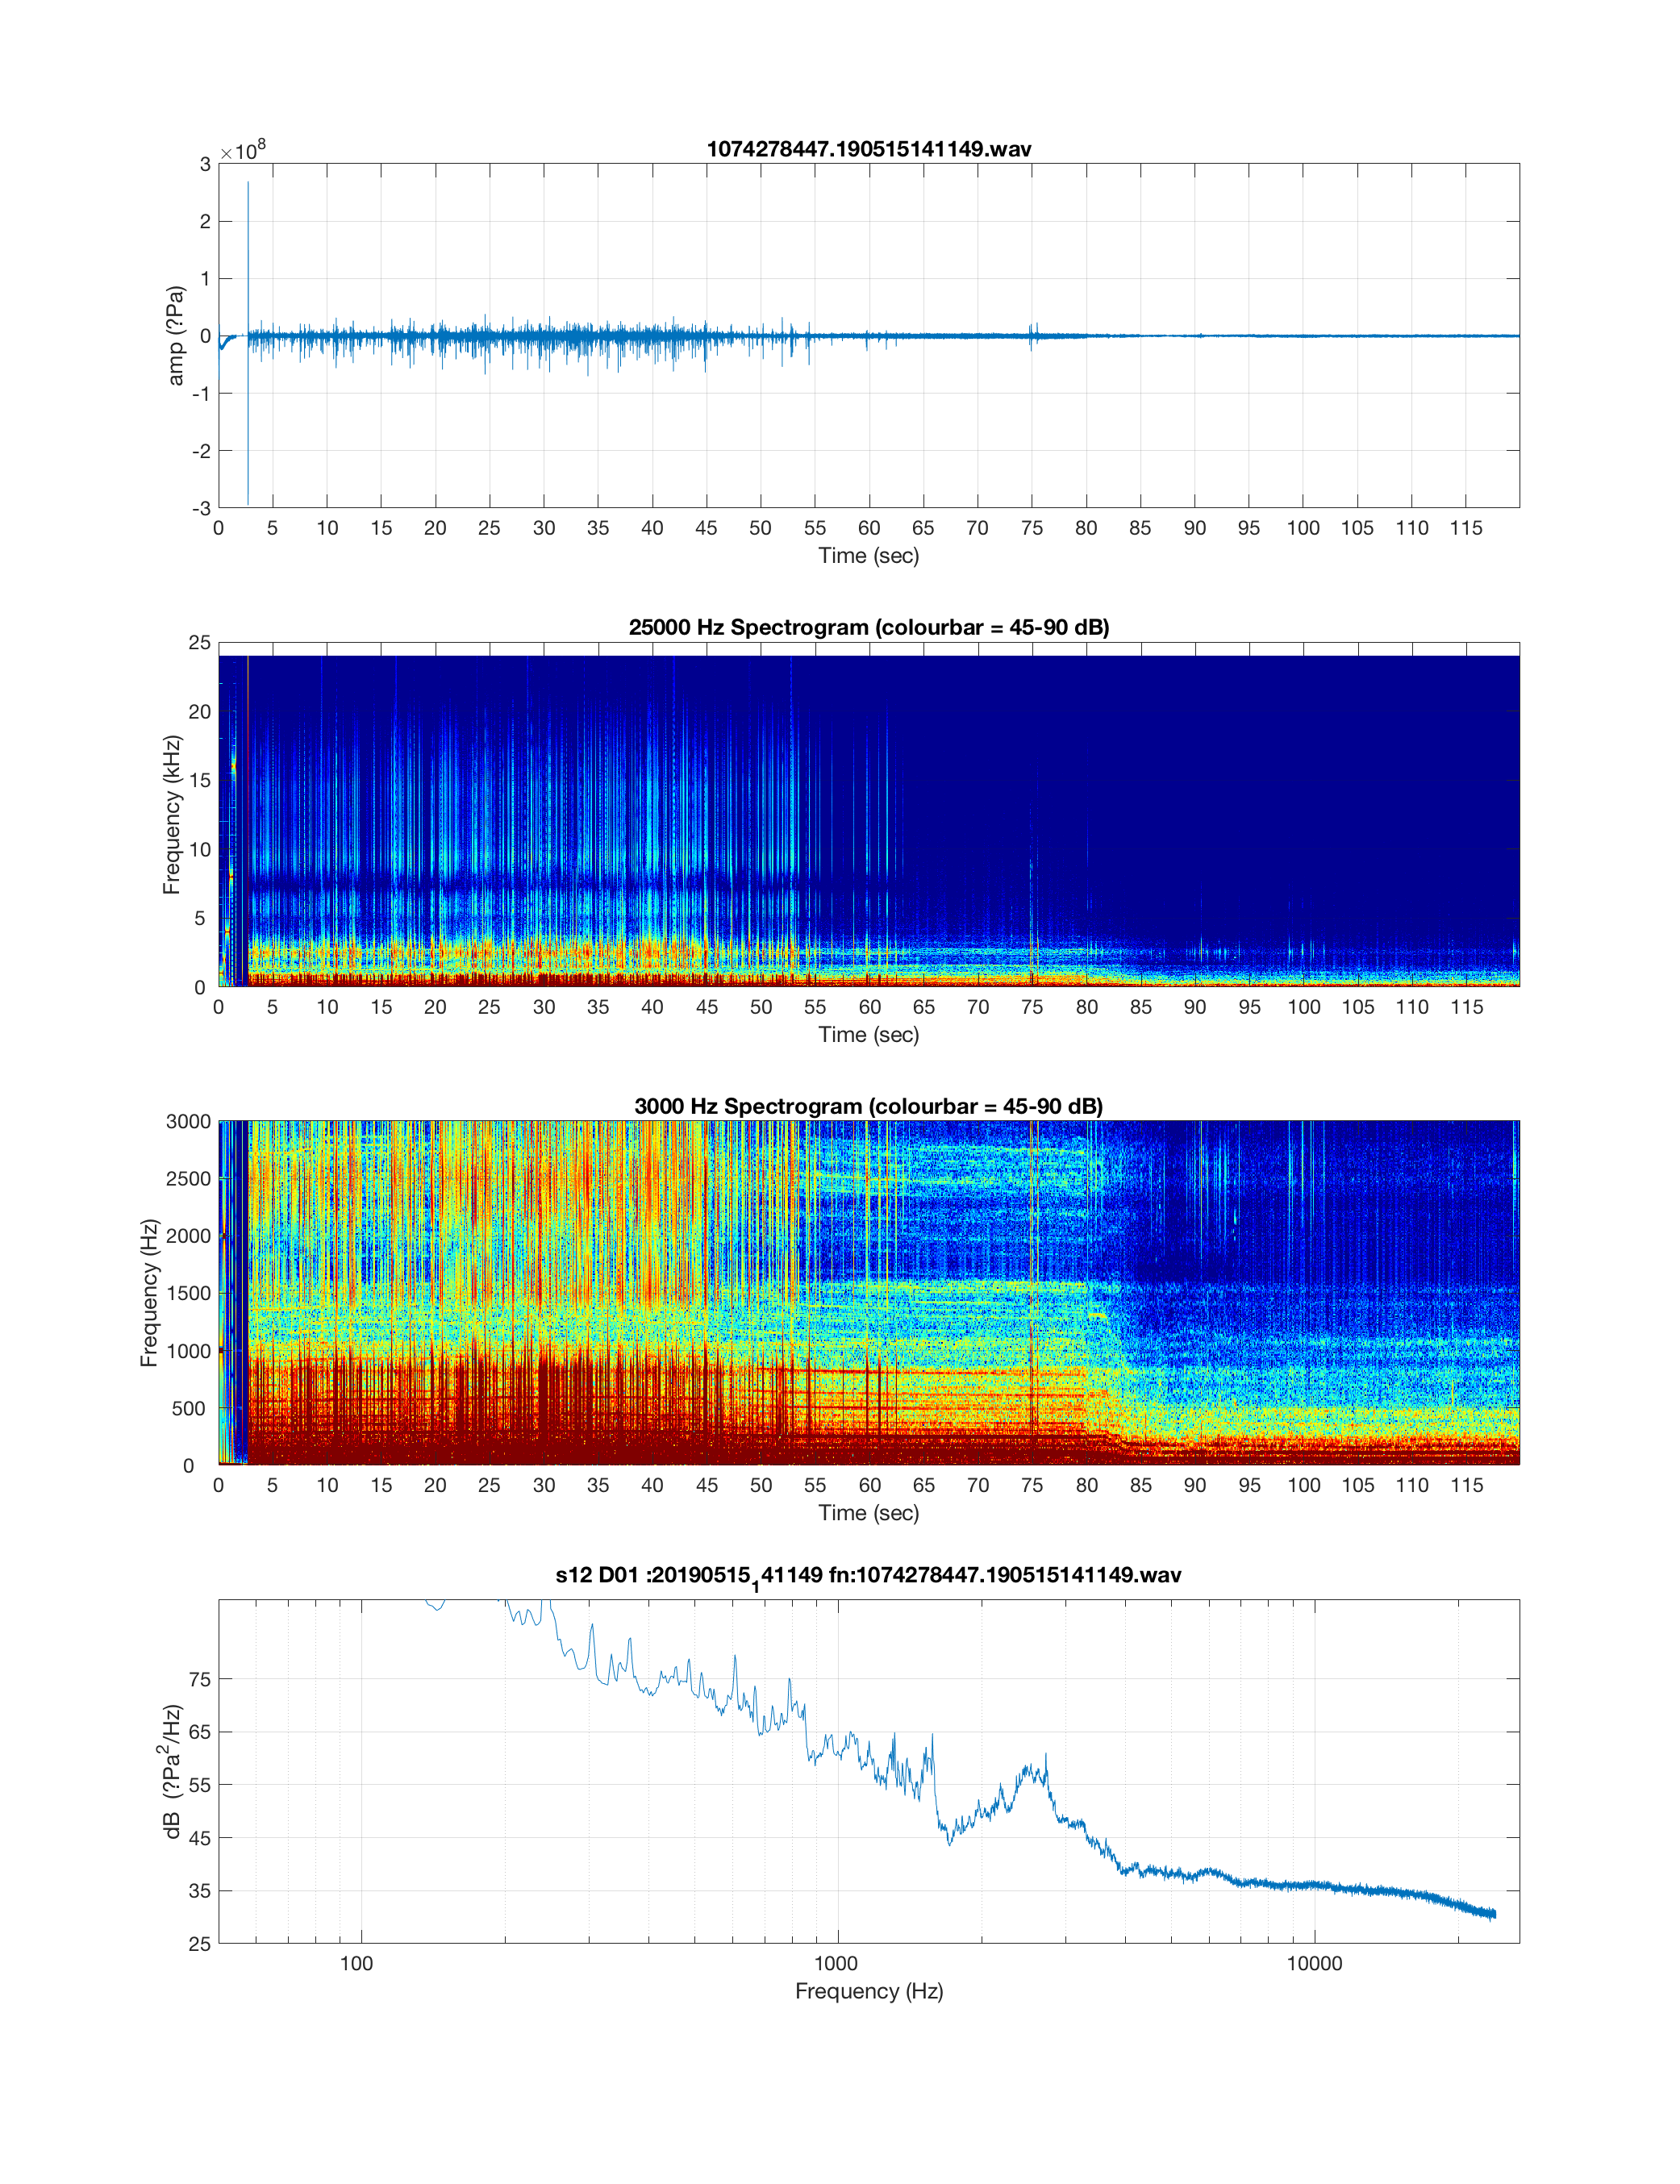 1074278447.190515141149.wav
×10^8
3
2
1
0
-1
-2
-3
amp (?Pa)
0 5 10 15 20 25 30 35 40 45 50 55 60 65 70 75 80 85 90 95 100 105 110 115
Time (sec)
25000 Hz Spectrogram (colourbar = 45-90 dB)
25
20
15
10
5
0
Frequency (kHz)
0 5 10 15 20 25 30 35 40 45 50 55 60 65 70 75 80 85 90 95 100 105 110 115
Time (sec)
3000 Hz Spectrogram (colourbar = 45-90 dB)
3000
2500
2000
1500
1000
500
0
Frequency (Hz)
0 5 10 15 20 25 30 35 40 45 50 55 60 65 70 75 80 85 90 95 100 105 110 115
Time (sec)
s12 D01 :20190515_141149 fn:1074278447.190515141149.wav
75
65
55
45
35
25
dB (?Pa^2/Hz)
100 1000 10000
Frequency (Hz)